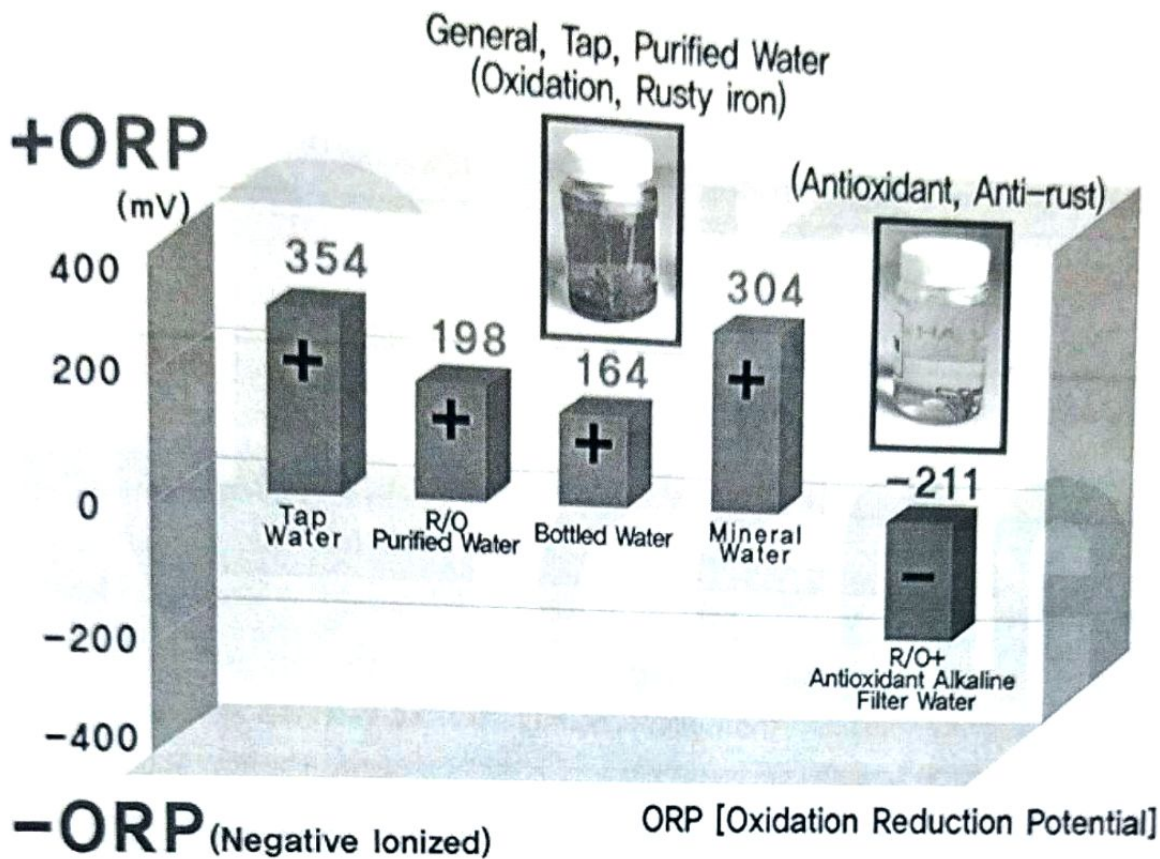 General, Tap, Purified Water
(Oxidation, Rusty iron)
+ORP
(mV)
(Antioxidant, Anti-rust)
400
354
+
198
+
164
+
304
+
200
-211
-
0
Tap
Water
R/O
Purified Water
Bottled Water
Mineral
Water
-200
R/O+
Antioxidant Alkaline
Filter Water
-400
-ORP (Negative Ionized)
ORP [Oxidation Reduction Potential]